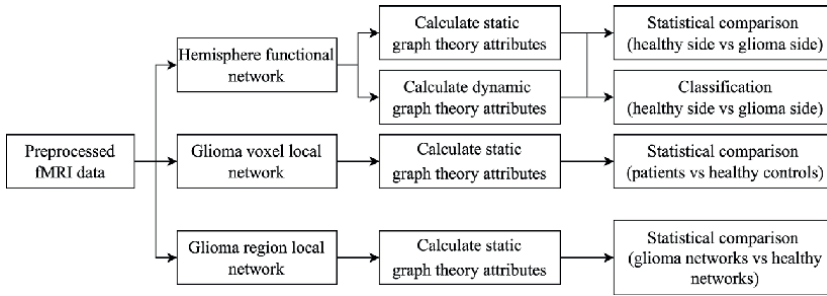 Preprocessed
fMRI data
Hemisphere functional
network
Calculate static
graph theory attributes
Calculate dynamic
graph theory attributes
Statistical comparison
(healthy side vs glioma side)
Classification
(healthy side vs glioma side)
Glioma voxel local
network
Calculate static
graph theory attributes
Statistical comparison
(patients vs healthy controls)
Glioma region local
network
Calculate static
graph theory attributes
Statistical comparison
(glioma networks vs healthy
networks)